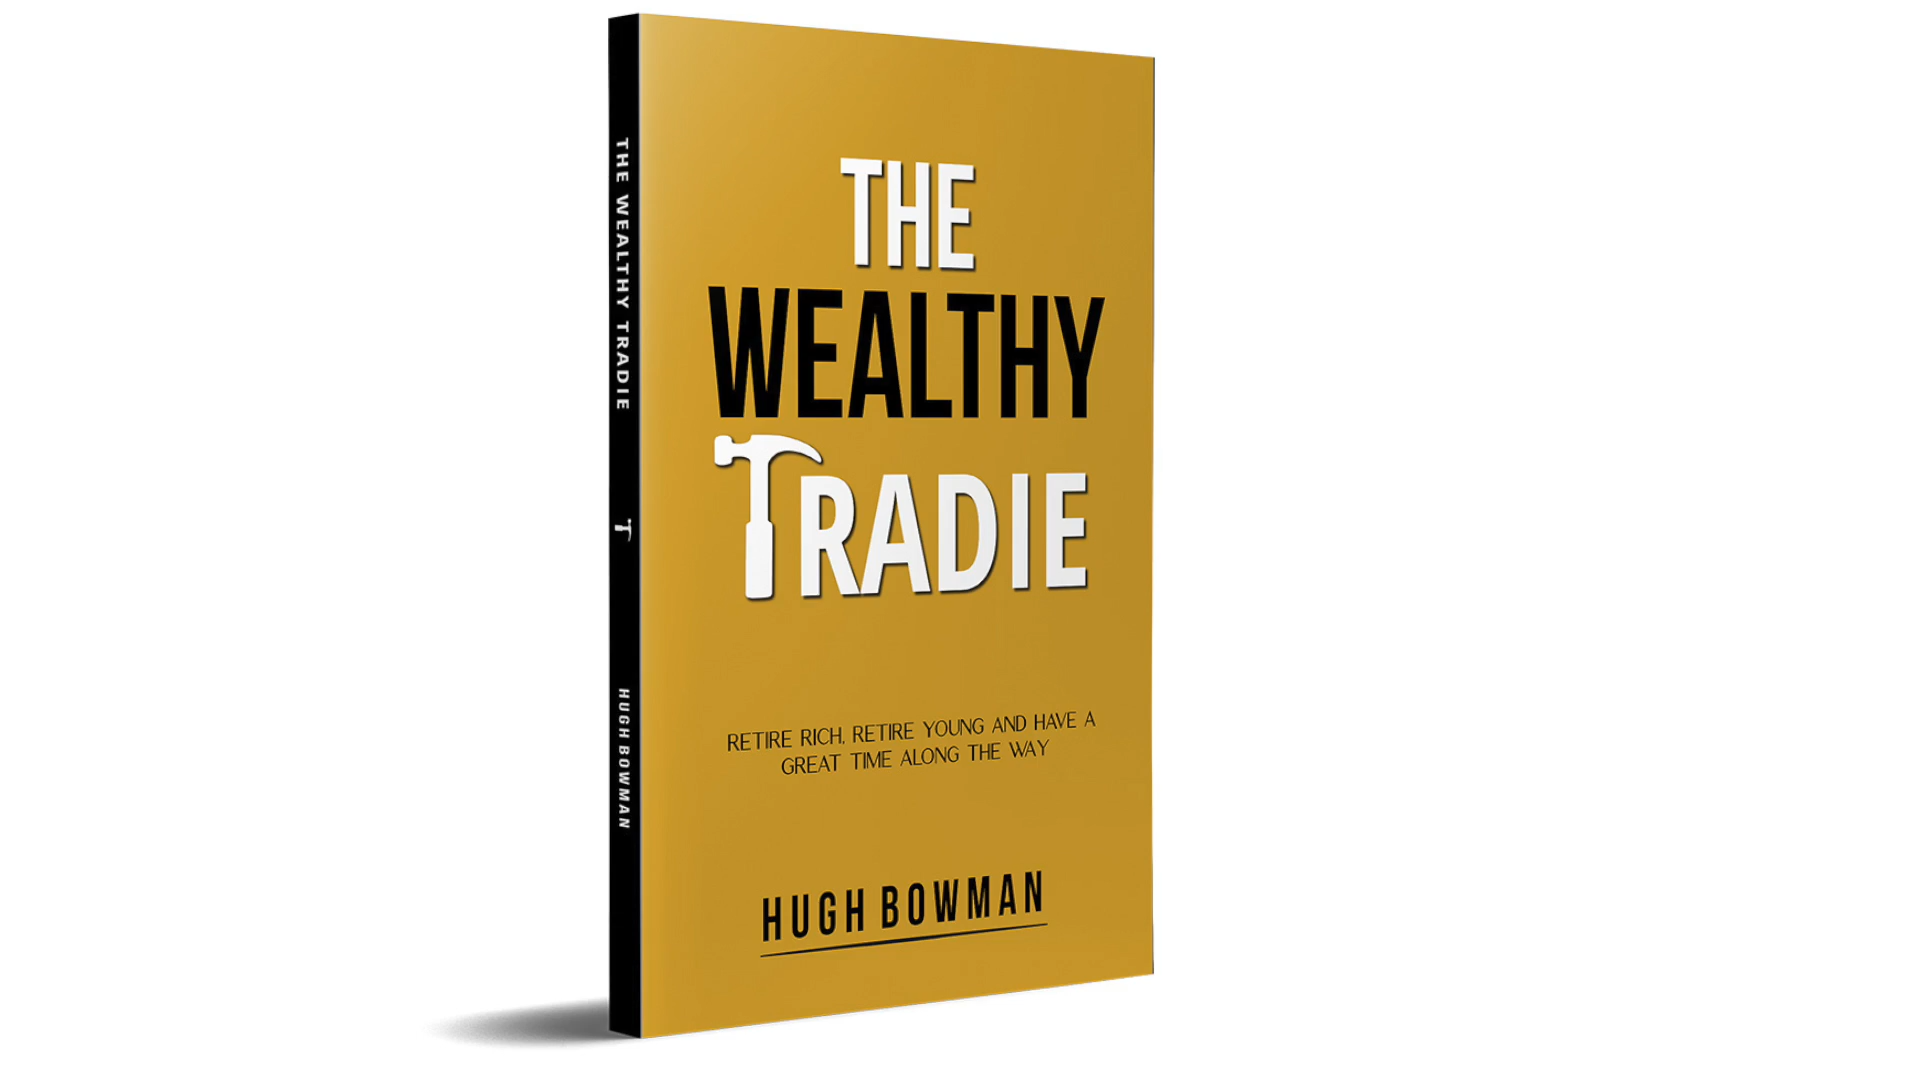 THE WEALTHY TRADIE
HUGH BOWMAN
THE
WEALTHY
TRADIE
RETIRE RICH, RETIRE YOUNG AND HAVE A
GREAT TIME ALONG THE WAY
HUGH BOWMAN